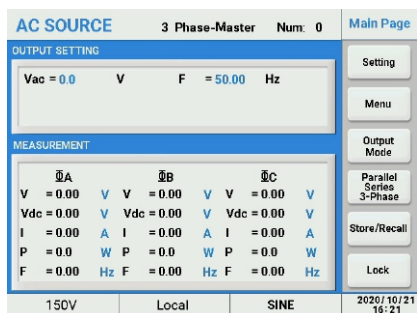 AC SOURCE 3 Phase-Master Num: 0 Main Page
OUTPUT SETTING
Vac = 0.0 V F = 50.00 Hz
Setting
Menu
Output
Mode
MEASUREMENT
ΦA ΦB ΦC
V = 0.00 V V = 0.00 V V = 0.00 V
Vdc = 0.00 V Vdc = 0.00 V Vdc = 0.00 V
I = 0.00 A I = 0.00 A I = 0.00 A
P = 0.0 W P = 0.0 W P = 0.0 W
F = 0.00 Hz F = 0.00 Hz F = 0.00 Hz
Parallel
Series
3-Phase
Store/Recall
Lock
150V Local SINE 2020/10/21
16:21